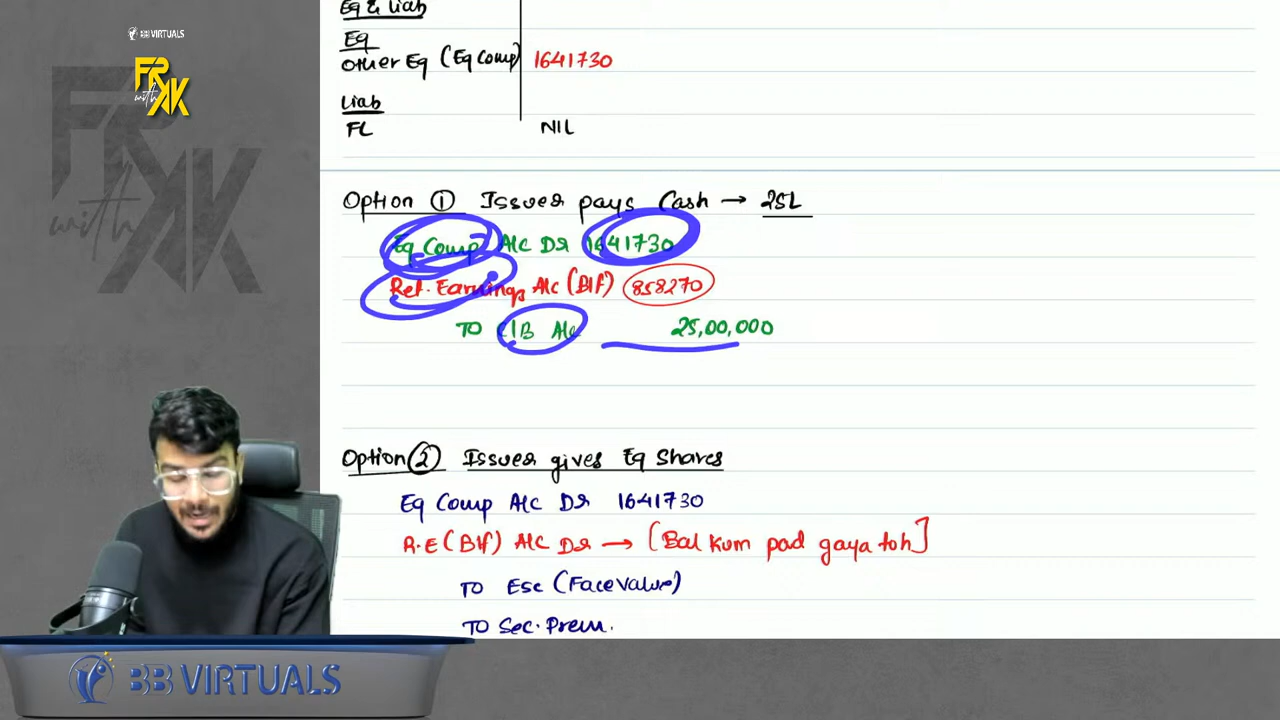 BB VIRTUALS
FR
with
KK
Eq & Liab
Eq
Other Eq (Eq Comp) 1641730
Liab
FL NIL
Option ① Issuer pays Cash → 25L
Eq Comp A/c Dr 1641730
Ret. Earnings A/c (B/f) 858270
To C/B A/c 25,00,000
Option ② Issuer gives Eq Shares
Eq Comp A/c Dr 1641730
R.E (B/f) A/c Dr → [Bal kum pad gaya toh]
To Esc (Face value)
To Sec. Prem.
BB VIRTUALS